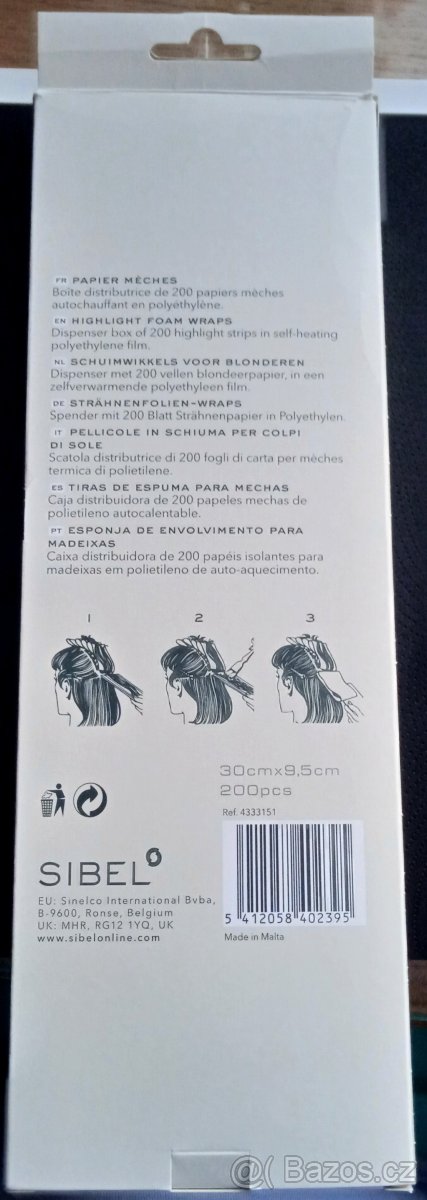 FR PAPIER MÈCHES
Boîte distributrice de 200 papiers mèches
autochauffant en polyéthylène.
EN HIGHLIGHT FOAM WRAPS
Dispenser box of 200 highlight strips in self-heating
polyethylene film.
NL SCHUIMWIKKELS VOOR BLONDEREN
Dispenser met 200 vellen blondeerpapier, in een
zelfverwarmende polyethyleen film.
DE STRÄHNENFOLIEN-WRAPS
Spender mit 200 Blatt Strähnenpapier in Polyethylen.
IT PELLICOLE IN SCHIUMA PER COLPI
DI SOLE
Scatola distributrice di 200 fogli di carta per mèches
termica di polietilene.
ES TIRAS DE ESPUMA PARA MECHAS
Caja distribuidora de 200 papeles mechas de
polietileno autocalentable.
PT ESPONJA DE ENVOLVIMENTO PARA
MADEIXAS
Caixa distribuidora de 200 papéis isolantes para
madeixas em polietileno de auto-aquecimento.
1 2 3
30cmx9,5cm
200pcs
Ref. 4333151
SIBEL
EU: Sinelco International Bvba,
B-9600, Ronse, Belgium
UK: MHR, RG12 1YQ, UK
www.sibelonline.com
5 412058 402395
Made in Malta
Bazos.cz